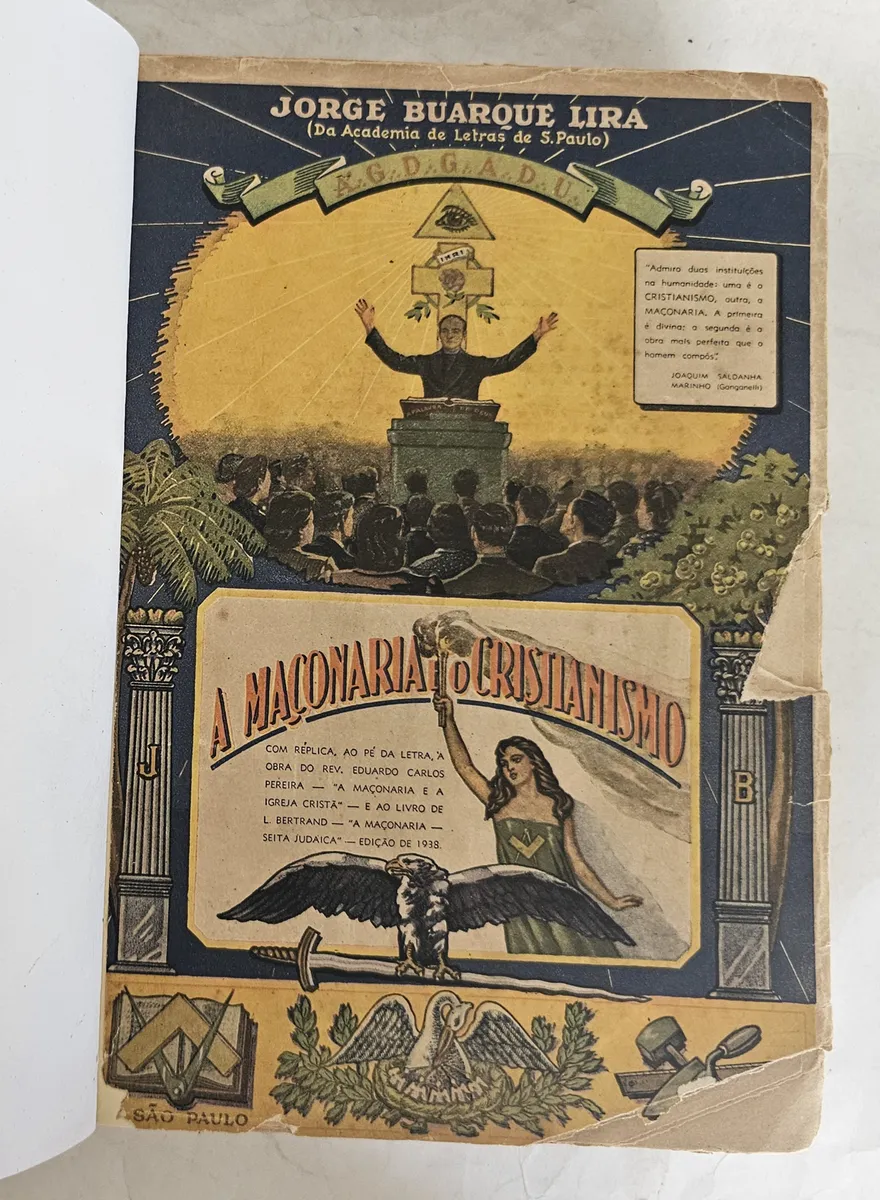 JORGE BUARQUE LIRA
(Da Academia de Letras de S. Paulo)
A∴G∴D∴G∴A∴D∴U∴
INRI
"Admiro duas instituições
na humanidade: uma é o
CRISTIANISMO, outra, a
MAÇONARIA. A primeira
é divina; a segunda é a
obra mais perfeita que o
homem compôs".
JOAQUIM SALDANHA
MARINHO (Ganganelli)
A MAÇONARIA E O CRISTIANISMO
COM RÉPLICA, AO PÉ DA LETRA, À
OBRA DO REV. EDUARDO CARLOS
PEREIRA — "A MAÇONARIA E A
IGREJA CRISTÃ" — E AO LIVRO DE
L. BERTRAND — "A MAÇONARIA —
SEITA JUDAICA" — EDIÇÃO DE 1938.
J
B
SÃO PAULO